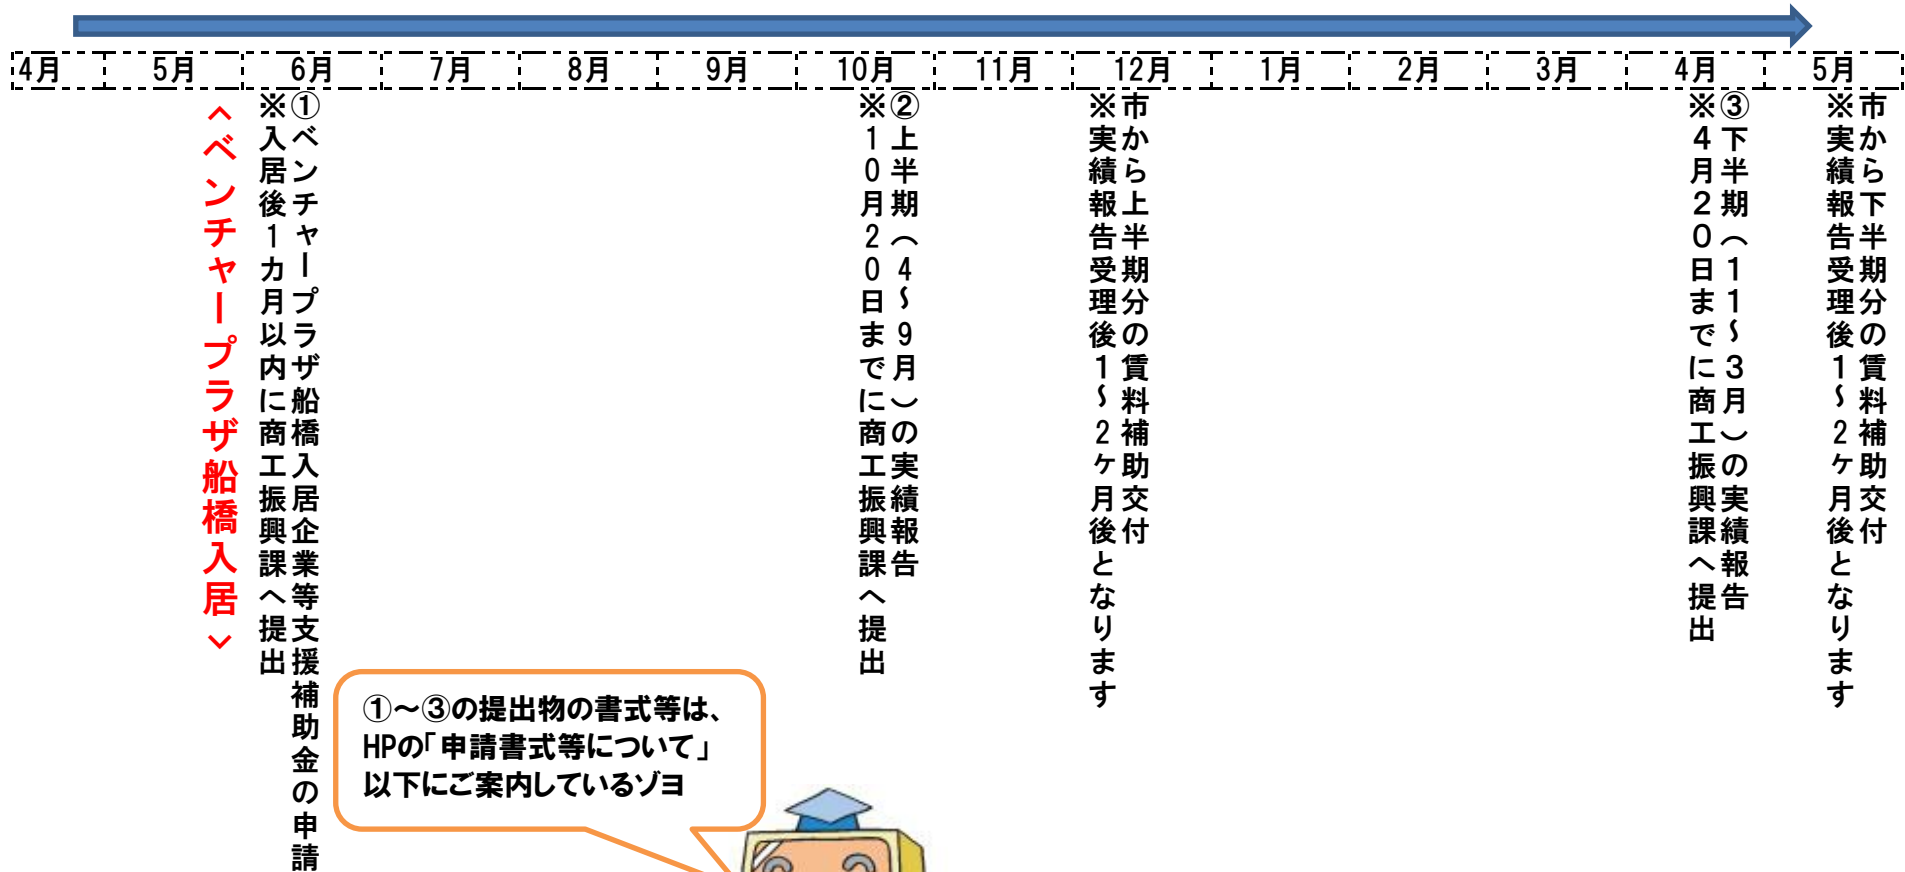 4月 5月 6月 7月 8月 9月 10月 11月 12月 1月 2月 3月 4月 5月
<ベンチャープラザ船橋入居>
①ベンチャープラザ船橋入居企業等支援補助金の申請
※入居後1カ月以内に商工振興課へ提出
②上半期(4~9月)の実績報告
※10月20日までに商工振興課へ提出
市から上半期分の賃料補助交付
※実績報告受理後1~2ヶ月後となります
③下半期(11~3月)の実績報告
※4月20日までに商工振興課へ提出
市から下半期分の賃料補助交付
※実績報告受理後1~2ヶ月後となります
①~③の提出物の書式等は、
HPの「申請書式等について」
以下にご案内しているゾヨ